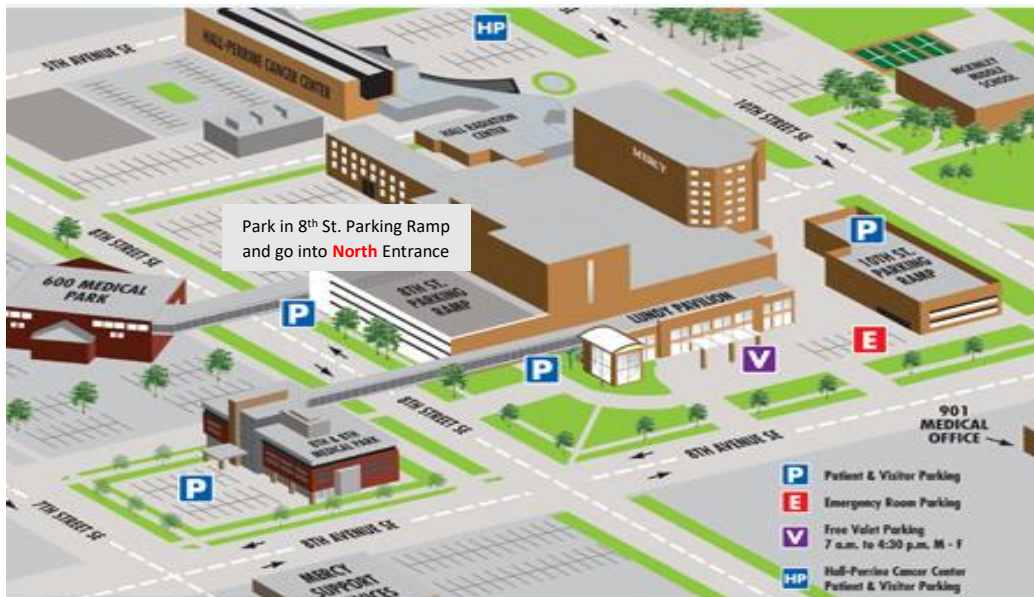 HP
5TH AVENUE SE
HALL-PERRINE CANCER
CENTER
MCKINLEY
MIDDLE
SCHOOL
10TH STREET SE
HALL RADIATION
CENTER
MERCY
8TH STREET SE
Park in 8th St. Parking Ramp
and go into North Entrance
P
10TH ST.
PARKING
RAMP
600 MEDICAL
PARK
8TH ST.
PARKING
RAMP
LUNDY PAVILION
P
E
V
P
8TH STREET SE
901
MEDICAL
OFFICE
8TH & 8TH
MEDICAL PARK
8TH AVENUE SE
P
P Patient & Visitor Parking
E Emergency Room Parking
7TH STREET SE
8TH AVENUE SE
V Free Valet Parking
7 a.m. to 4:30 p.m. M - F
MERCY
SUPPORT
HP Hall-Perrine Cancer Center
Patient & Visitor Parking